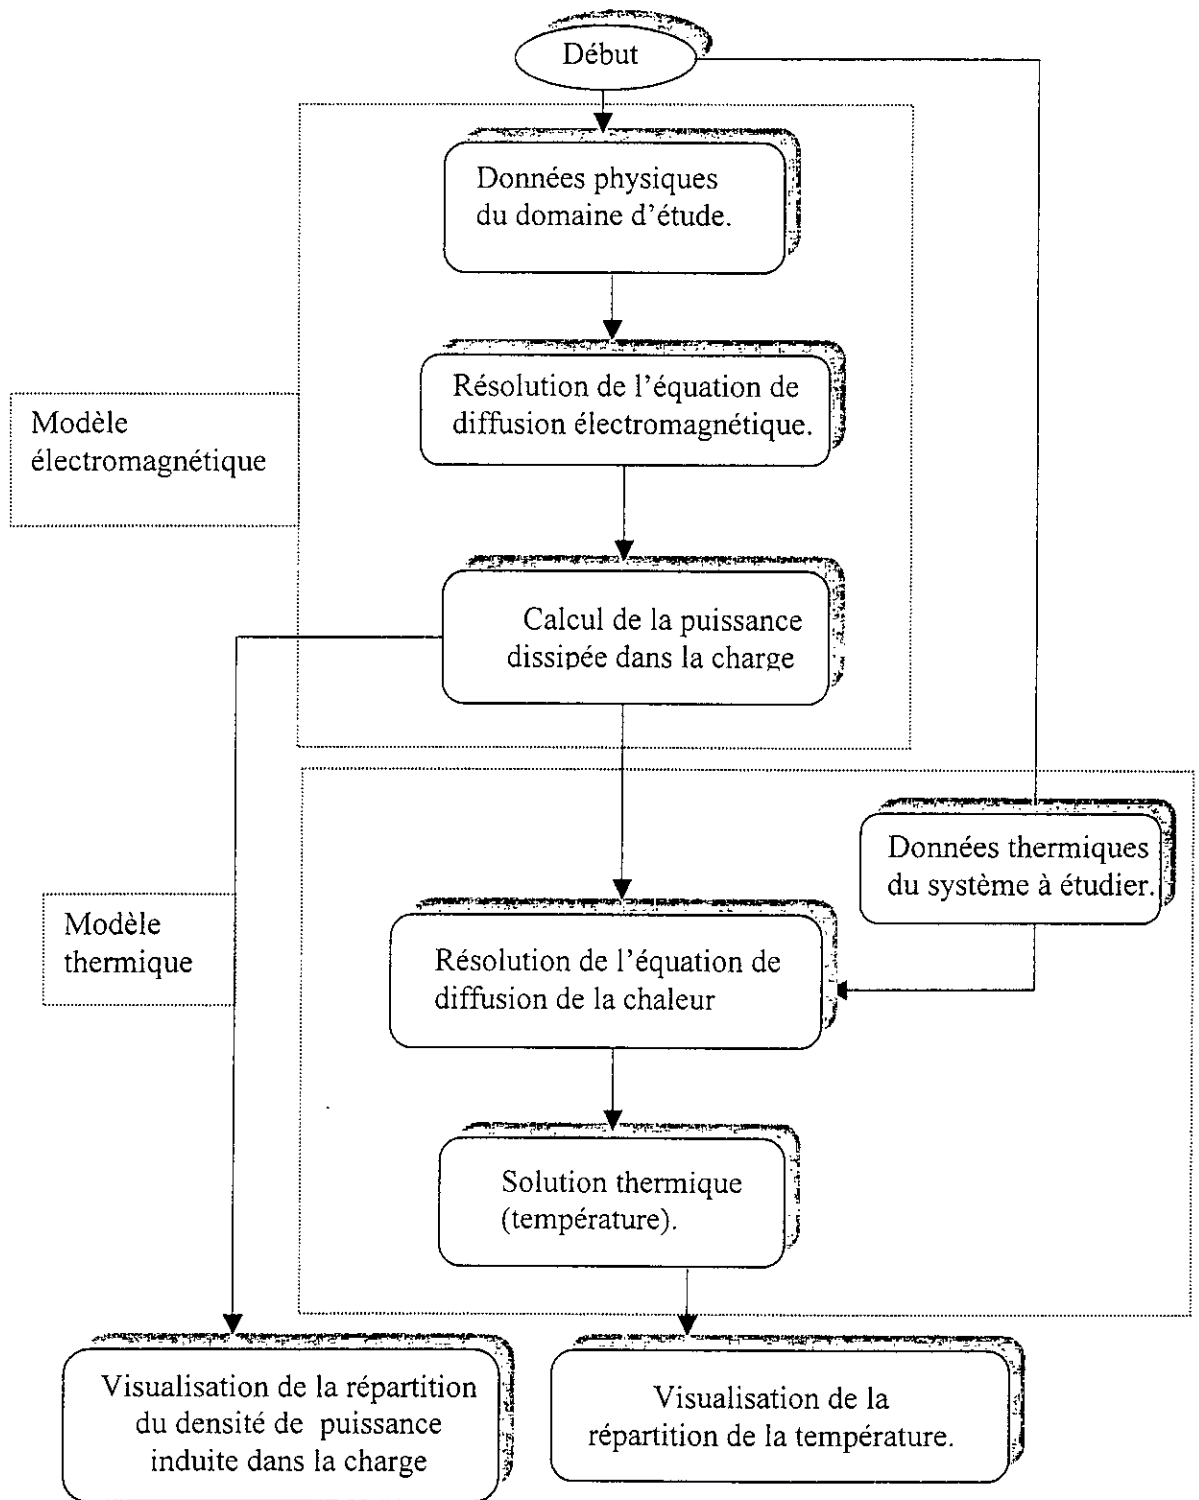 Début
Données physiques
du domaine d'étude.
Résolution de l'équation de
diffusion électromagnétique.
Modèle
électromagnétique
Calcul de la puissance
dissipée dans la charge
Données thermiques
du système à étudier.
Modèle
thermique
Résolution de l'équation de
diffusion de la chaleur
Solution thermique
(température).
Visualisation de la répartition
du densité de puissance
induite dans la charge
Visualisation de la
répartition de la température.